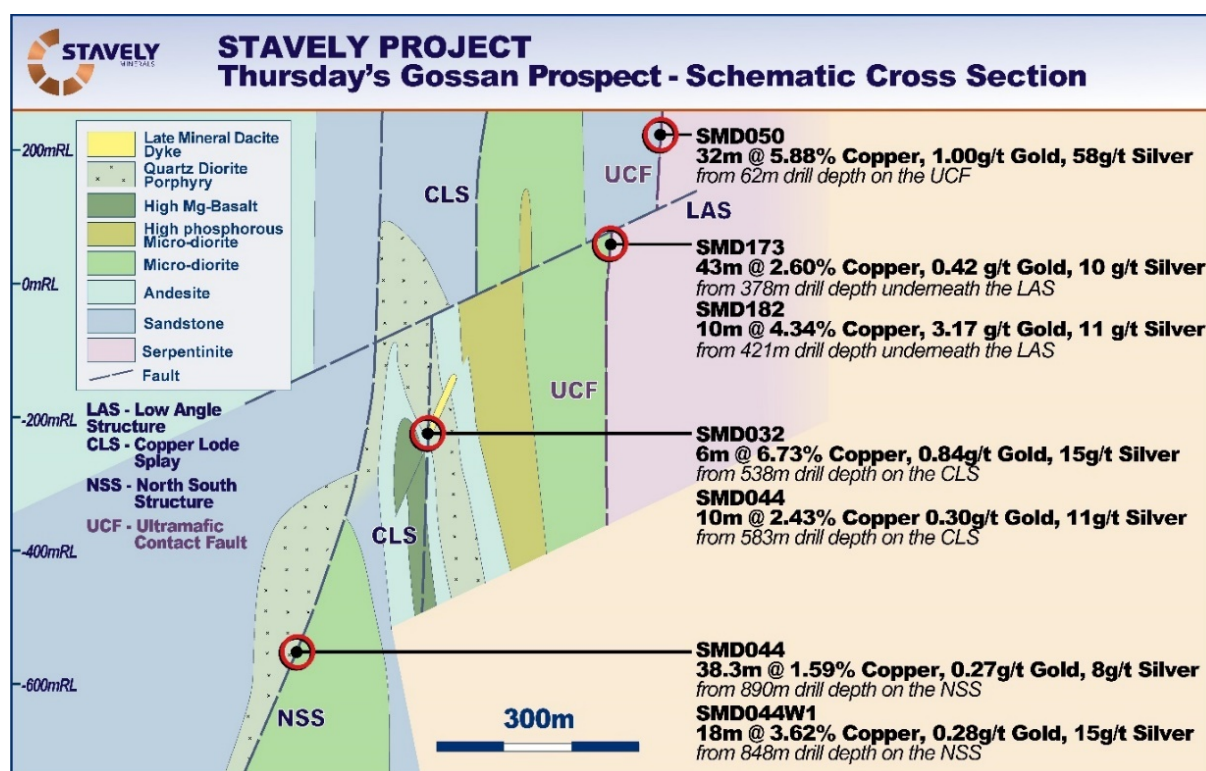 STAVELY
MINERALS
STAVELY PROJECT
Thursday's Gossan Prospect - Schematic Cross Section
200mRL
0mRL
-200mRL
-400mRL
-600mRL
Late Mineral Dacite
Dyke
Quartz Diorite
Porphyry
High Mg-Basalt
High phosphorous
Micro-diorite
Micro-diorite
Andesite
Sandstone
Serpentinite
Fault
LAS - Low Angle
Structure
CLS - Copper Lode
Splay
NSS - North South
Structure
UCF - Ultramafic
Contact Fault
CLS
UCF
LAS
UCF
CLS
NSS
300m
SMD050
32m @ 5.88% Copper, 1.00g/t Gold, 58g/t Silver
from 62m drill depth on the UCF
SMD173
43m @ 2.60% Copper, 0.42 g/t Gold, 10 g/t Silver
from 378m drill depth underneath the LAS
SMD182
10m @ 4.34% Copper, 3.17 g/t Gold, 11 g/t Silver
from 421m drill depth underneath the LAS
SMD032
6m @ 6.73% Copper, 0.84g/t Gold, 15g/t Silver
from 538m drill depth on the CLS
SMD044
10m @ 2.43% Copper 0.30g/t Gold, 11g/t Silver
from 583m drill depth on the CLS
SMD044
38.3m @ 1.59% Copper, 0.27g/t Gold, 8g/t Silver
from 890m drill depth on the NSS
SMD044W1
18m @ 3.62% Copper, 0.28g/t Gold, 15g/t Silver
from 848m drill depth on the NSS